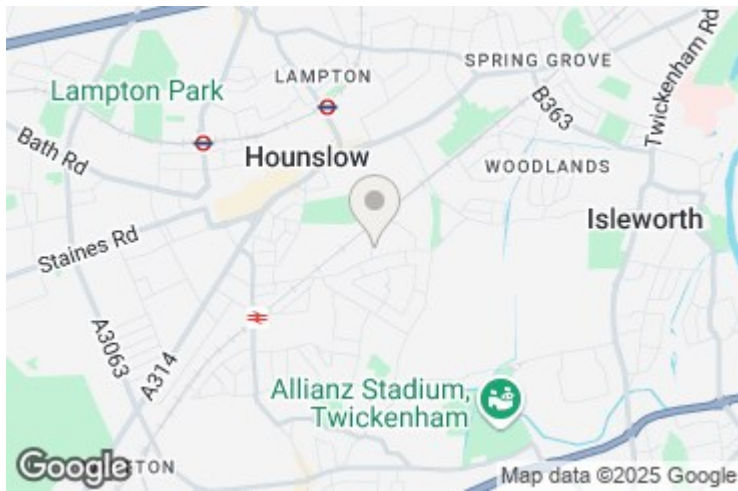 SPRING GROVE
Twickenham Rd
LAMPTON
Lampton Park
B363
Bath Rd
Hounslow
WOODLANDS
Isleworth
Staines Rd
A3063
A314
Allianz Stadium,
Twickenham
Google
ETON
Map data ©2025 Google